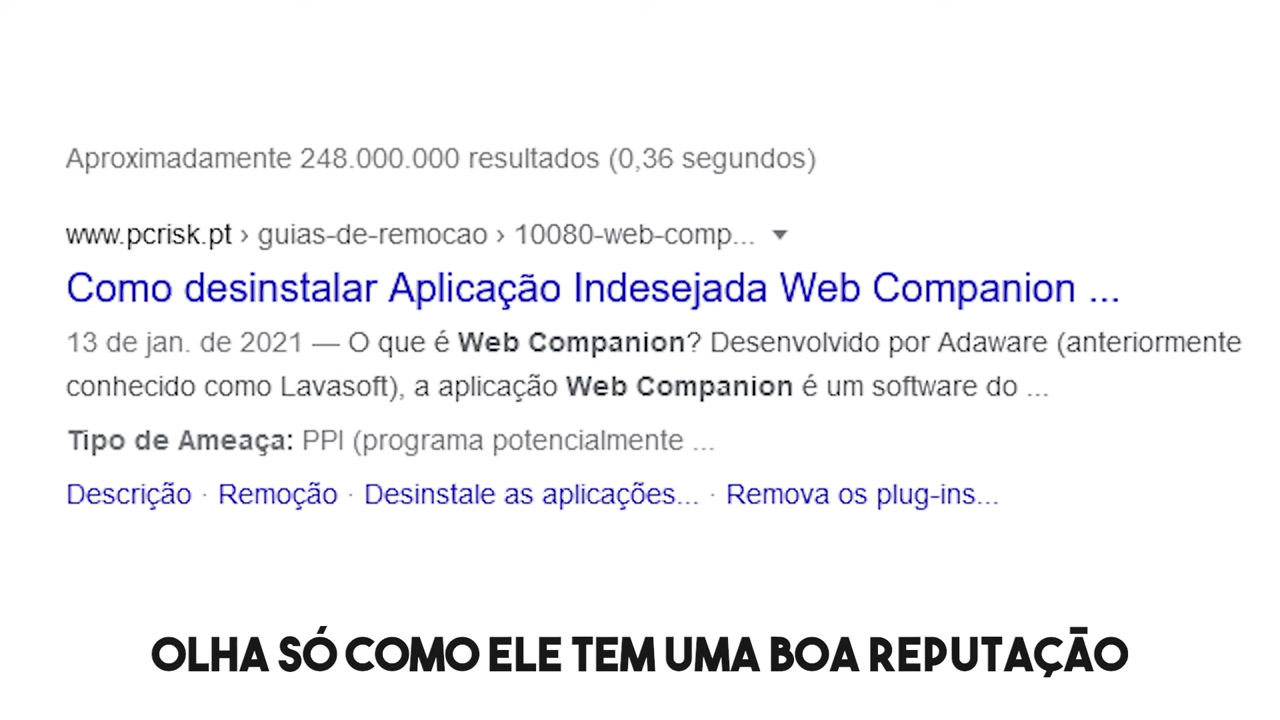 Aproximadamente 248.000.000 resultados (0,36 segundos)
www.pcrisk.pt › guias-de-remocao › 10080-web-comp...
Como desinstalar Aplicação Indesejada Web Companion ...
13 de jan. de 2021 — O que é Web Companion? Desenvolvido por Adaware (anteriormente
conhecido como Lavasoft), a aplicação Web Companion é um software do ...
Tipo de Ameaça: PPI (programa potencialmente ...
Descrição · Remoção · Desinstale as aplicações... · Remova os plug-ins...
OLHA SÓ COMO ELE TEM UMA BOA REPUTAÇÃO